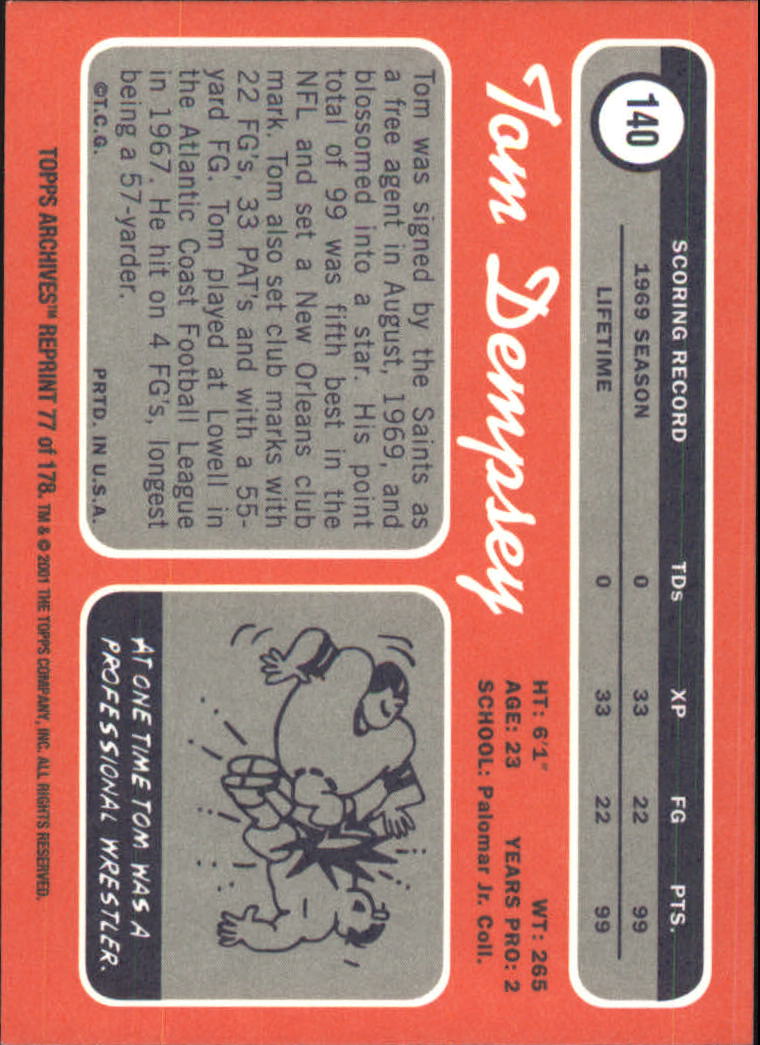 140
SCORING RECORD TDs XP FG PTS.
1969 SEASON 0 33 22 99
LIFETIME 0 33 22 99
Tom Dempsey
HT: 6'1" WT: 265
AGE: 23 YEARS PRO: 2
SCHOOL: Palomar Jr. Coll.
Tom was signed by the Saints as
a free agent in August, 1969, and
blossomed into a star. His point
total of 99 was fifth best in the
NFL and set a New Orleans club
mark. Tom also set club marks with
22 FG's, 33 PAT's and with a 55-
yard FG. Tom played at Lowell in
the Atlantic Coast Football League
in 1967. He hit on 4 FG's, longest
being a 57-yarder.
©T.C.G. PRTD. IN U.S.A.
AT ONE TIME TOM WAS A
PROFESSIONAL WRESTLER.
TOPPS ARCHIVES™ REPRINT 77 of 178. TM & © 2001 THE TOPPS COMPANY, INC. ALL RIGHTS RESERVED.